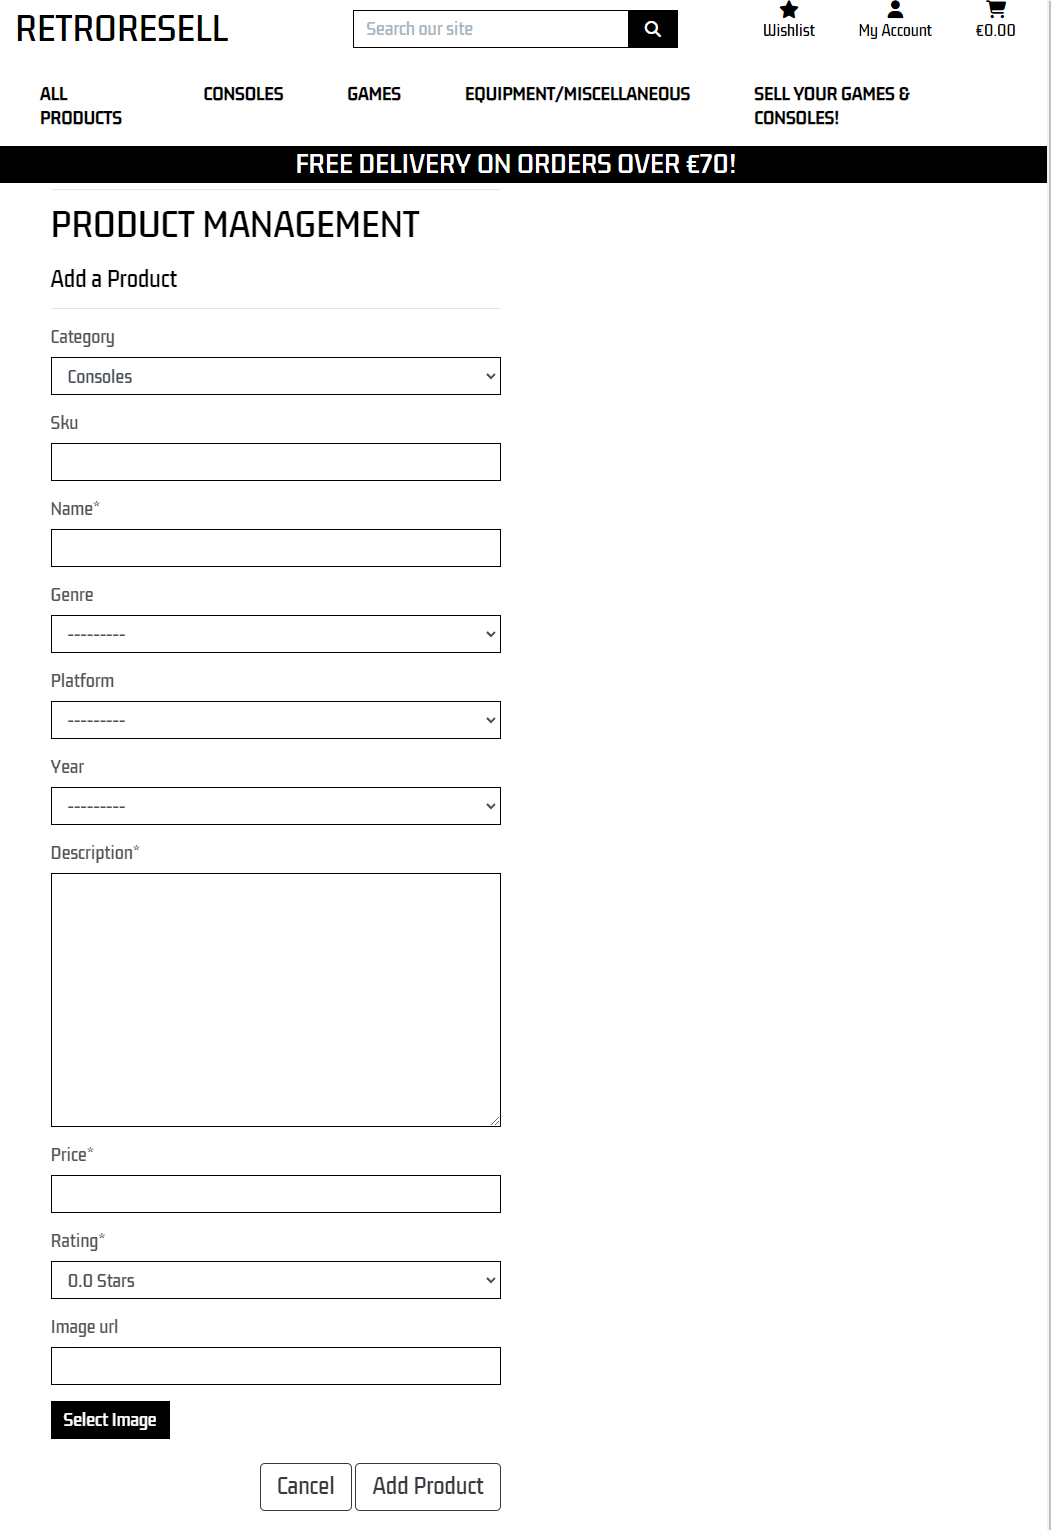 RETRORESELL
Search our site
Wishlist
My Account
€0.00
ALL
PRODUCTS
CONSOLES
GAMES
EQUIPMENT/MISCELLANEOUS
SELL YOUR GAMES &
CONSOLES!
FREE DELIVERY ON ORDERS OVER €70!
PRODUCT MANAGEMENT
Add a Product
Category
Consoles
Sku
Name*
Genre
---------
Platform
---------
Year
---------
Description*
Price*
Rating*
0.0 Stars
Image url
Select Image
Cancel
Add Product